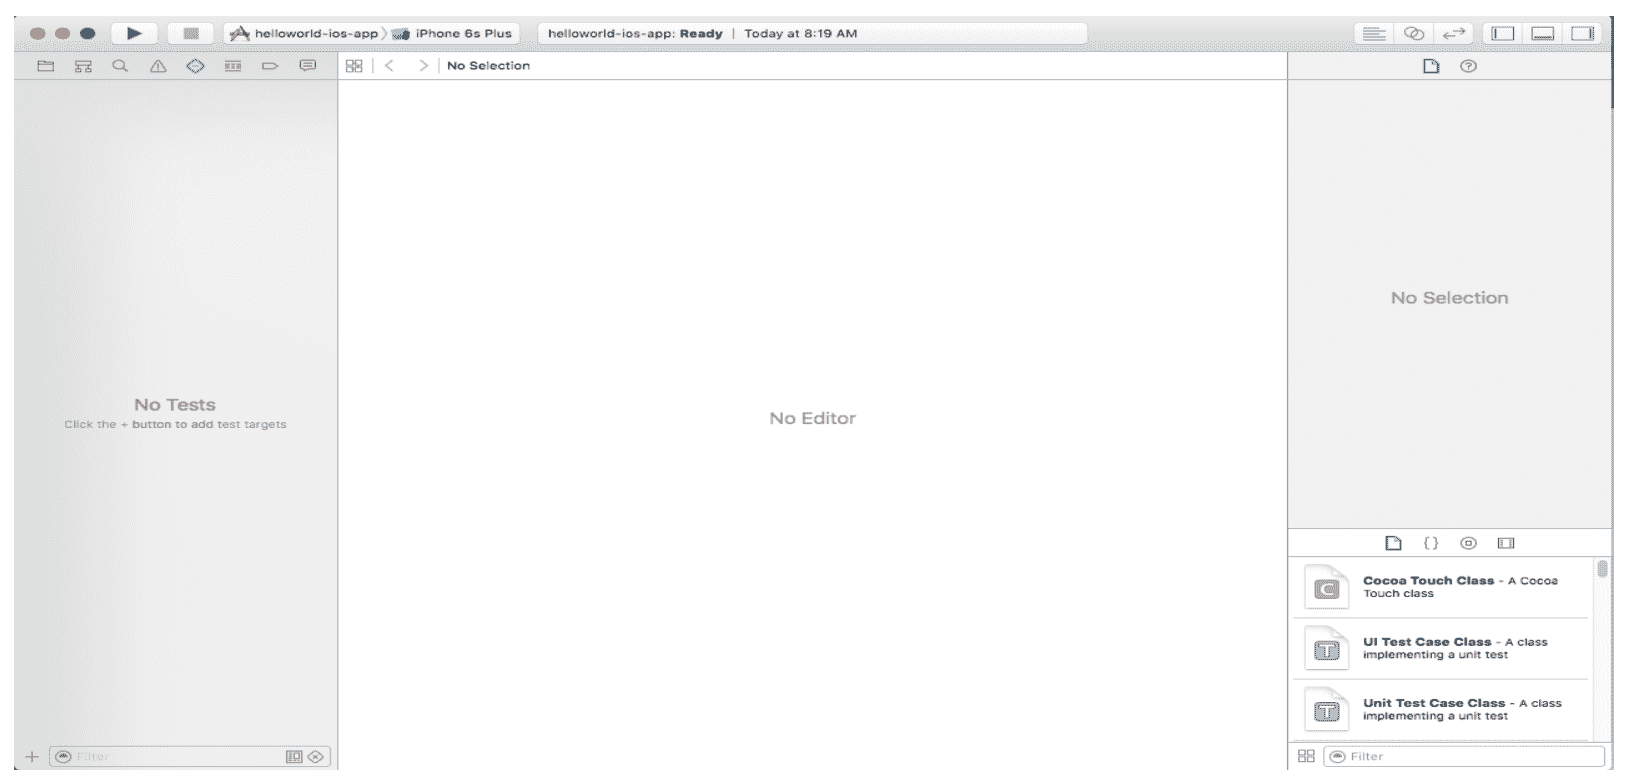 helloworld-ios-app iPhone 6s Plus
helloworld-ios-app: Ready | Today at 8:19 AM
No Selection
No Selection
No Tests
Click the + button to add test targets
No Editor
{}
C
Cocoa Touch Class - A Cocoa
Touch class
T
UI Test Case Class - A class
implementing a unit test
T
Unit Test Case Class - A class
implementing a unit test
Filter
Filter